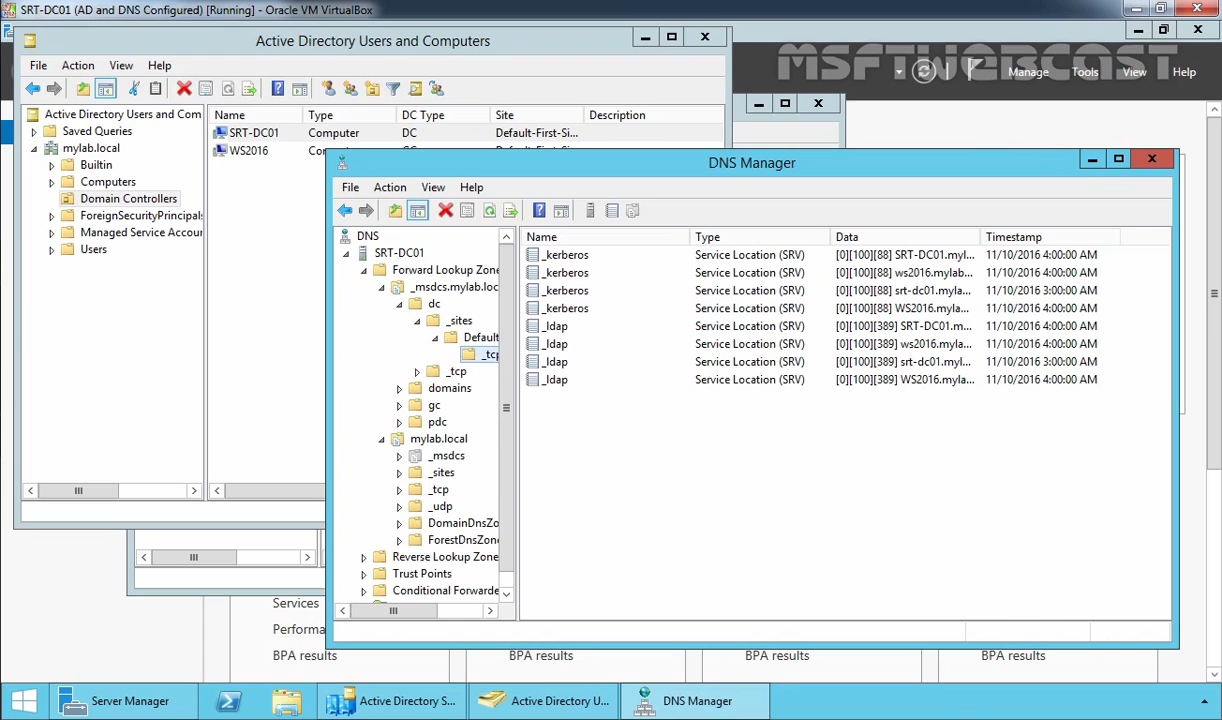 SRT-DC01 (AD and DNS Configured) [Running] - Oracle VM VirtualBox
MSFTWEBCAST
Manage Tools View Help
Active Directory Users and Computers
File Action View Help
Active Directory Users and Com
Saved Queries
mylab.local
Builtin
Computers
Domain Controllers
ForeignSecurityPrincipals
Managed Service Accou
Users
Name Type DC Type Site Description
SRT-DC01 Computer DC Default-First-Si...
WS2016
DNS Manager
File Action View Help
DNS
SRT-DC01
Forward Lookup Zone
_msdcs.mylab.loc
dc
_sites
Default
_tcp
_tcp
domains
gc
pdc
mylab.local
_msdcs
_sites
_tcp
_udp
DomainDnsZo
ForestDnsZon
Reverse Lookup Zone
Trust Points
Conditional Forwarde
Name Type Data Timestamp
_kerberos Service Location (SRV) [0][100][88] SRT-DC01.myl... 11/10/2016 4:00:00 AM
_kerberos Service Location (SRV) [0][100][88] ws2016.mylab... 11/10/2016 4:00:00 AM
_kerberos Service Location (SRV) [0][100][88] srt-dc01.myla... 11/10/2016 3:00:00 AM
_kerberos Service Location (SRV) [0][100][88] WS2016.myla... 11/10/2016 4:00:00 AM
_ldap Service Location (SRV) [0][100][389] SRT-DC01.m... 11/10/2016 4:00:00 AM
_ldap Service Location (SRV) [0][100][389] ws2016.myla... 11/10/2016 4:00:00 AM
_ldap Service Location (SRV) [0][100][389] srt-dc01.myl... 11/10/2016 3:00:00 AM
_ldap Service Location (SRV) [0][100][389] WS2016.myla... 11/10/2016 4:00:00 AM
Services
Performa
BPA results BPA results BPA results BPA results
Server Manager Active Directory S... Active Directory U... DNS Manager